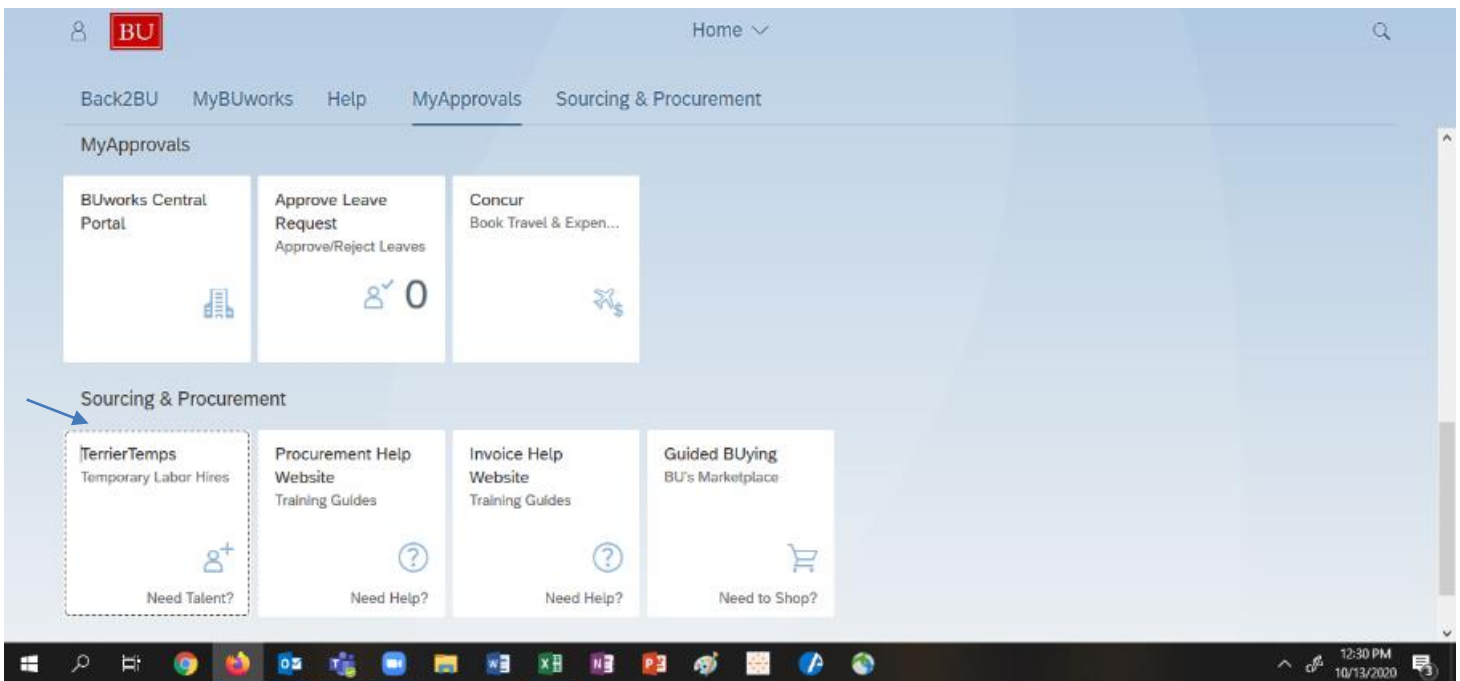 BU
Home
Back2BU MyBUworks Help MyApprovals Sourcing & Procurement
MyApprovals
BUworks Central
Portal
Approve Leave
Request
Approve/Reject Leaves
0
Concur
Book Travel & Expen...
$
Sourcing & Procurement
TerrierTemps
Temporary Labor Hires
Need Talent?
Procurement Help
Website
Training Guides
?
Need Help?
Invoice Help
Website
Training Guides
?
Need Help?
Guided BUying
BU's Marketplace
Need to Shop?
12:30 PM
10/13/2020
3